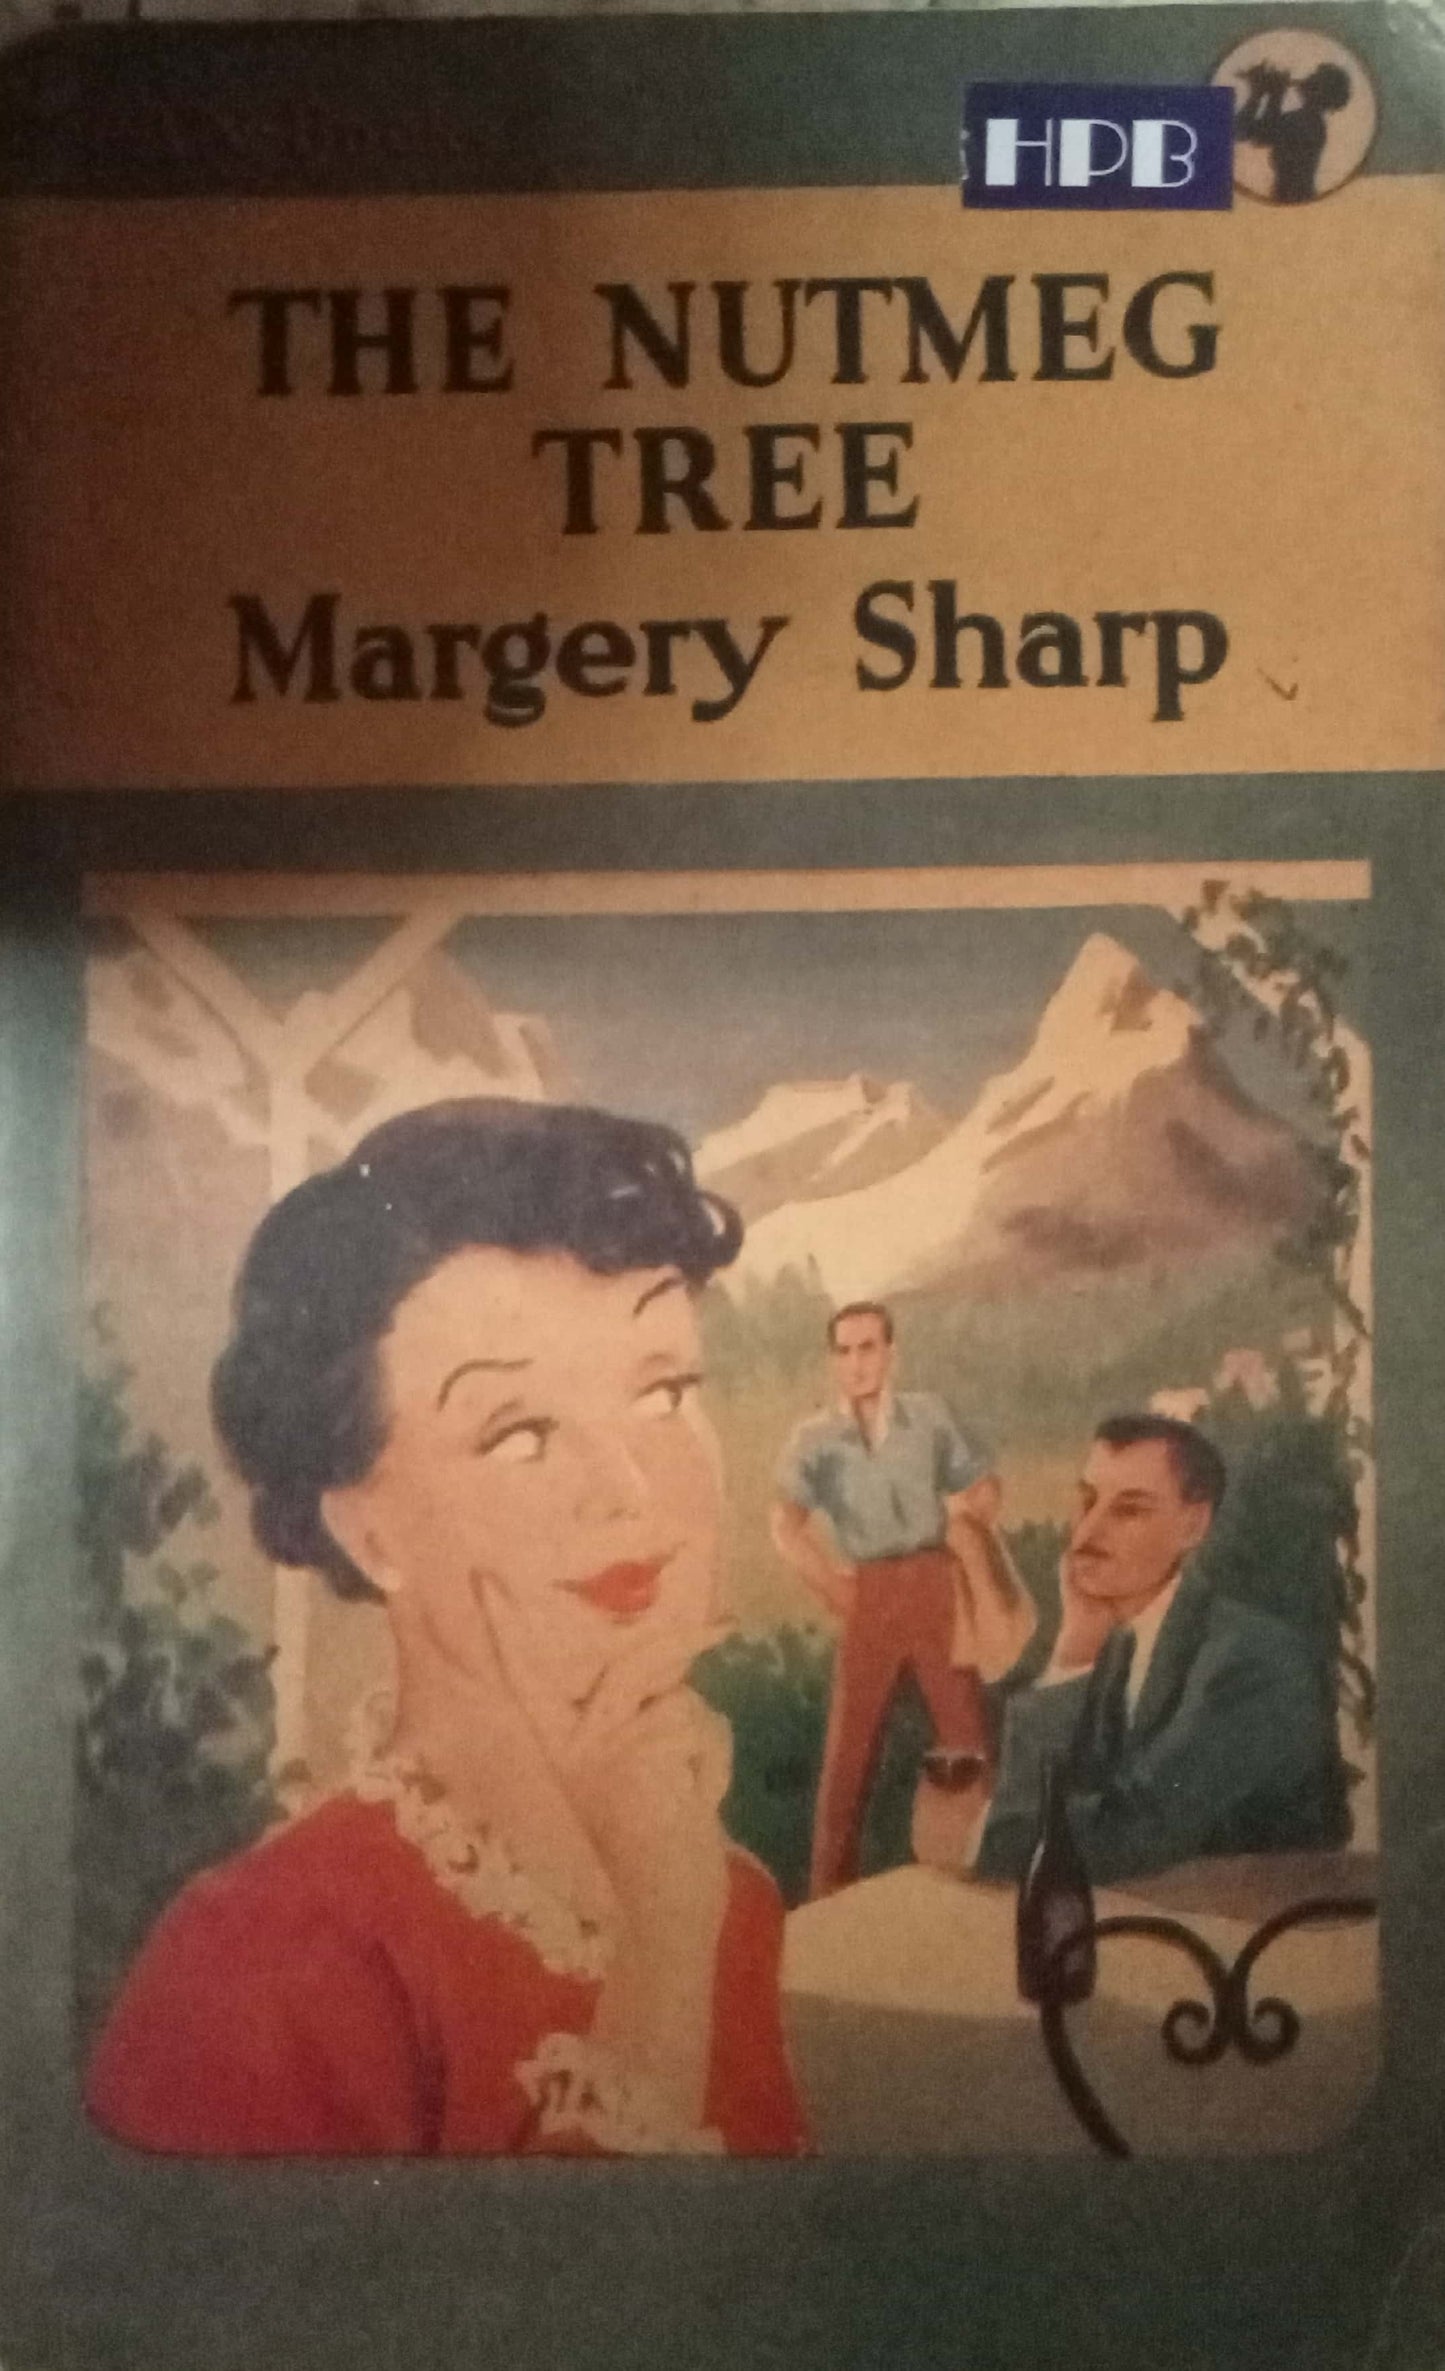 HPB
THE NUTMEG
TREE
Margery Sharp